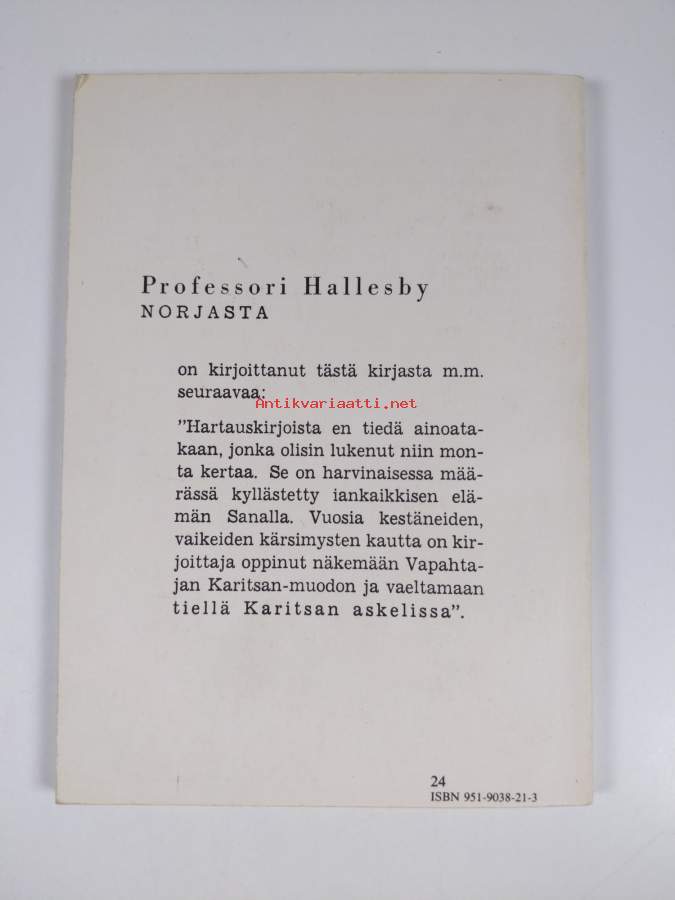 Professori Hallesby
NORJASTA
on kirjoittanut tästä kirjasta m.m.
seuraavaa:
Antikvariaatti.net
"Hartauskirjoista en tiedä ainoata-
kaan, jonka olisin lukenut niin mon-
ta kertaa. Se on harvinaisessa mää-
rässä kyllästetty iankaikkisen elä-
män Sanalla. Vuosia kestäneiden,
vaikeiden kärsimysten kautta on kir-
joittaja oppinut näkemään Vapahta-
jan Karitsan-muodon ja vaeltamaan
tiellä Karitsan askelissa".
24
ISBN 951-9038-21-3